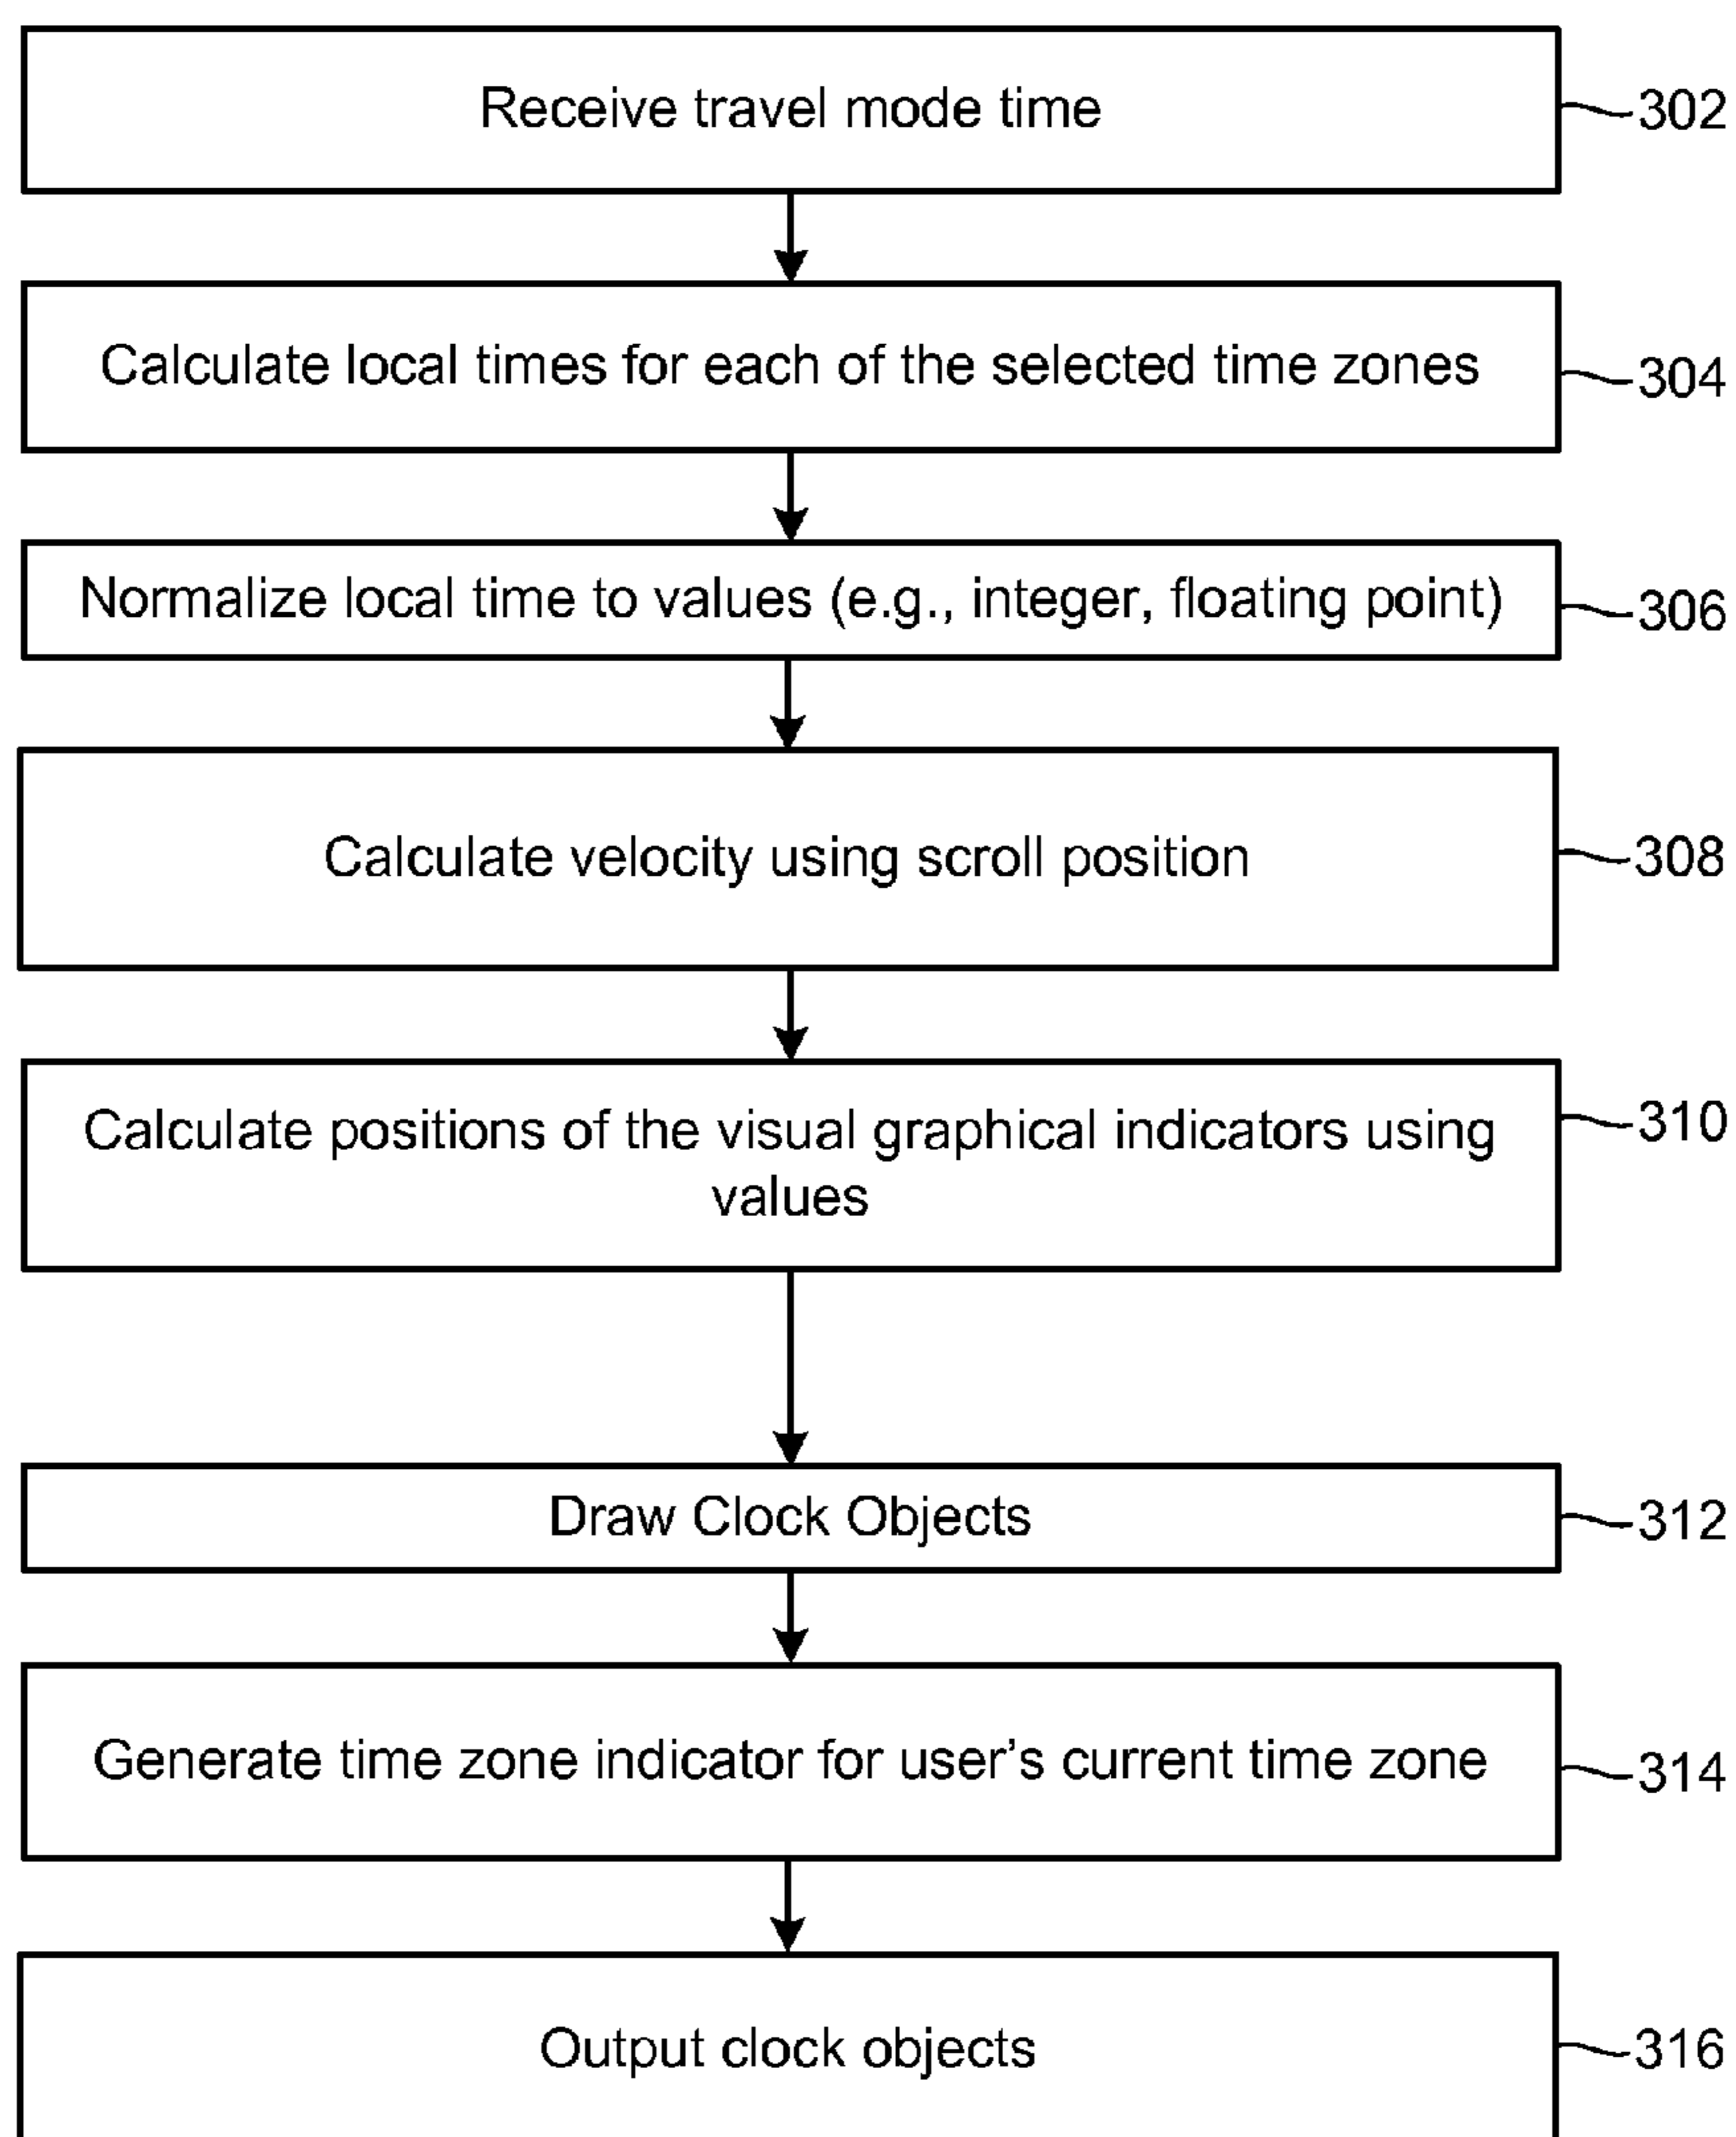 Receive travel mode time
302
Calculate local times for each of the selected time zones
304
Normalize local time to values (e.g., integer, floating point)
306
Calculate velocity using scroll position
308
Calculate positions of the visual graphical indicators using
values
310
Draw Clock Objects
312
Generate time zone indicator for user's current time zone
314
Output clock objects
316